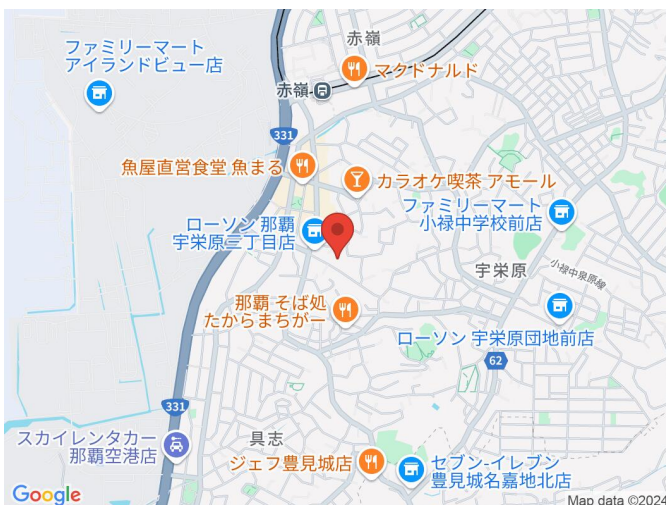 赤嶺
ファミリーマート
アイランドビュー店
マクドナルド
赤嶺
331
魚屋直営食堂 魚まる
カラオケ喫茶 アモール
ファミリーマート
小禄中学校前店
ローソン 那覇
宇栄原三丁目店
宇栄原
小禄中泉原線
那覇 そば処
たからまちがー
ローソン 宇栄原団地前店
62
331
スカイレンタカー
那覇空港店
具志
ジェフ豊見城店
セブン-イレブン
豊見城名嘉地北店
Google
Map data ©2024